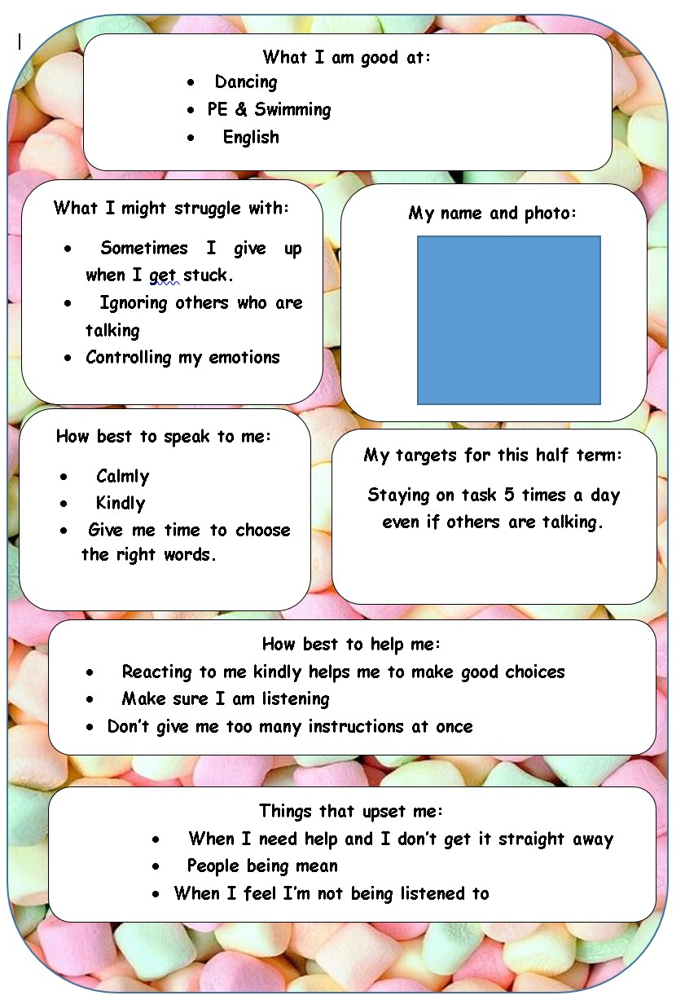 What I am good at:
• Dancing
• PE & Swimming
• English
What I might struggle with:
• Sometimes I give up
when I get stuck.
• Ignoring others who are
talking
• Controlling my emotions
My name and photo:
How best to speak to me:
• Calmly
• Kindly
• Give me time to choose
the right words.
My targets for this half term:
Staying on task 5 times a day
even if others are talking.
How best to help me:
• Reacting to me kindly helps me to make good choices
• Make sure I am listening
• Don't give me too many instructions at once
Things that upset me:
• When I need help and I don't get it straight away
• People being mean
• When I feel I'm not being listened to